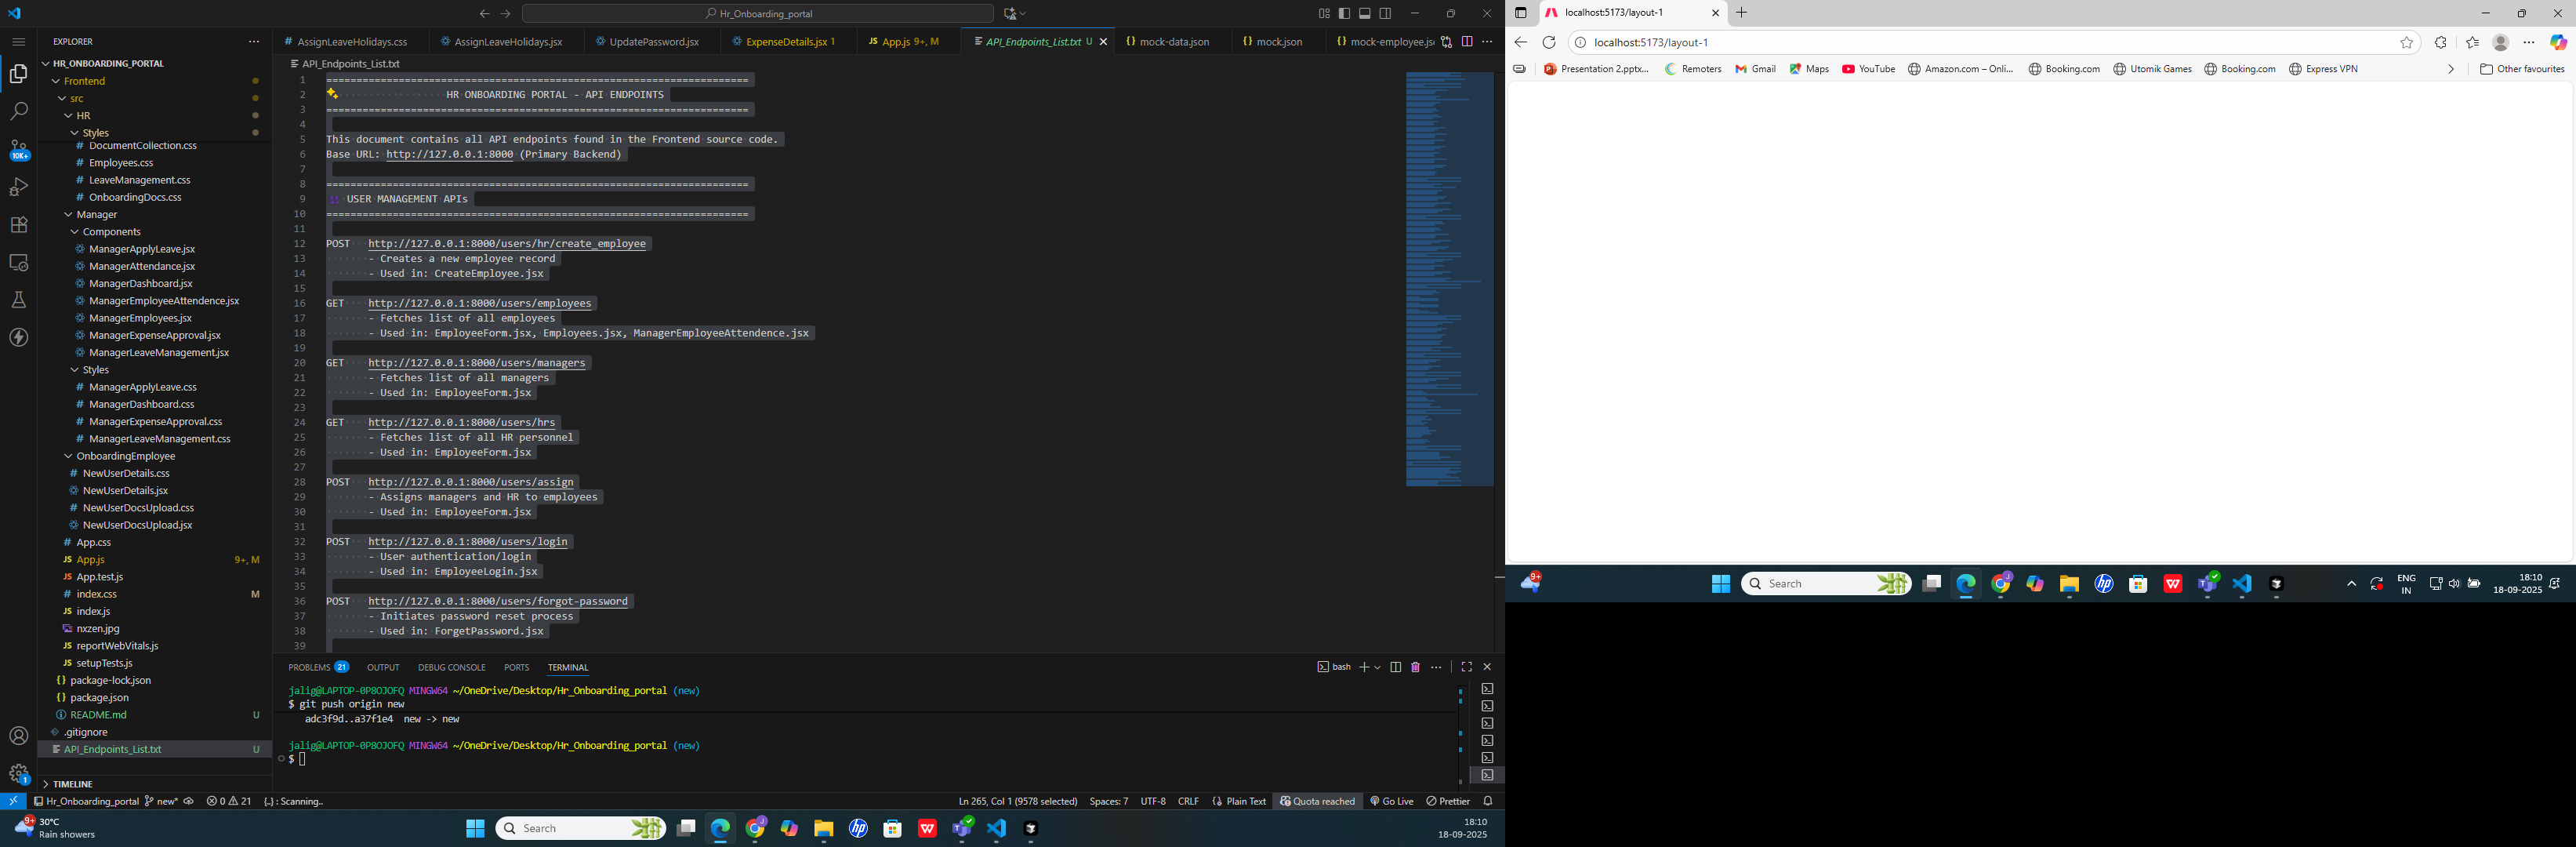 Hr_Onboarding_portal
EXPLORER
HR_ONBOARDING_PORTAL
Frontend
src
HR
Styles
DocumentCollection.css
Employees.css
LeaveManagement.css
OnboardingDocs.css
Manager
Components
ManagerApplyLeave.jsx
ManagerAttendance.jsx
ManagerDashboard.jsx
ManagerEmployeeAttendence.jsx
ManagerEmployees.jsx
ManagerExpenseApproval.jsx
ManagerLeaveManagement.jsx
Styles
ManagerApplyLeave.css
ManagerDashboard.css
ManagerExpenseApproval.css
ManagerLeaveManagement.css
OnboardingEmployee
NewUserDetails.css
NewUserDetails.jsx
NewUserDocsUpload.css
NewUserDocsUpload.jsx
App.css
App.js 9+, M
App.test.js
index.css M
index.js
nxzen.jpg
reportWebVitals.js
setupTests.js
package-lock.json
package.json
README.md U
.gitignore
API_Endpoints_List.txt U
TIMELINE
10K+
1
AssignLeaveHolidays.css
AssignLeaveHolidays.jsx
UpdatePassword.jsx
ExpenseDetails.jsx 1
App.js 9+, M
API_Endpoints_List.txt U
mock-data.json
mock.json
mock-employee.js
API_Endpoints_List.txt
1 ======================================================================
2 HR ONBOARDING PORTAL - API ENDPOINTS
3 ======================================================================
4
5 This document contains all API endpoints found in the Frontend source code.
6 Base URL: http://127.0.0.1:8000 (Primary Backend)
7
8 ======================================================================
9 USER MANAGEMENT APIs
10 ======================================================================
11
12 POST http://127.0.0.1:8000/users/hr/create_employee
13 - Creates a new employee record
14 - Used in: CreateEmployee.jsx
15
16 GET http://127.0.0.1:8000/users/employees
17 - Fetches list of all employees
18 - Used in: EmployeeForm.jsx, Employees.jsx, ManagerEmployeeAttendence.jsx
19
20 GET http://127.0.0.1:8000/users/managers
21 - Fetches list of all managers
22 - Used in: EmployeeForm.jsx
23
24 GET http://127.0.0.1:8000/users/hrs
25 - Fetches list of all HR personnel
26 - Used in: EmployeeForm.jsx
27
28 POST http://127.0.0.1:8000/users/assign
29 - Assigns managers and HR to employees
30 - Used in: EmployeeForm.jsx
31
32 POST http://127.0.0.1:8000/users/login
33 - User authentication/login
34 - Used in: EmployeeLogin.jsx
35
36 POST http://127.0.0.1:8000/users/forgot-password
37 - Initiates password reset process
38 - Used in: ForgetPassword.jsx
39
PROBLEMS 21 OUTPUT DEBUG CONSOLE PORTS TERMINAL
bash
jalig@LAPTOP-0P8OJOFQ MINGW64 ~/OneDrive/Desktop/Hr_Onboarding_portal (new)
$ git push origin new
adc3f9d..a37f1e4 new -> new
jalig@LAPTOP-0P8OJOFQ MINGW64 ~/OneDrive/Desktop/Hr_Onboarding_portal (new)
$
Hr_Onboarding_portal new* 0 21 {..} : Scanning..
Ln 265, Col 1 (9578 selected) Spaces: 7 UTF-8 CRLF Plain Text Quota reached Go Live Prettier
9+
30°C
Rain showers
Search
18:10
18-09-2025
localhost:5173/layout-1
localhost:5173/layout-1
Presentation 2.pptx... Remoters Gmail Maps YouTube Amazon.com – Onli... Booking.com Utomik Games Booking.com Express VPN Other favourites
9+
Search
ENG
IN
18:10
18-09-2025